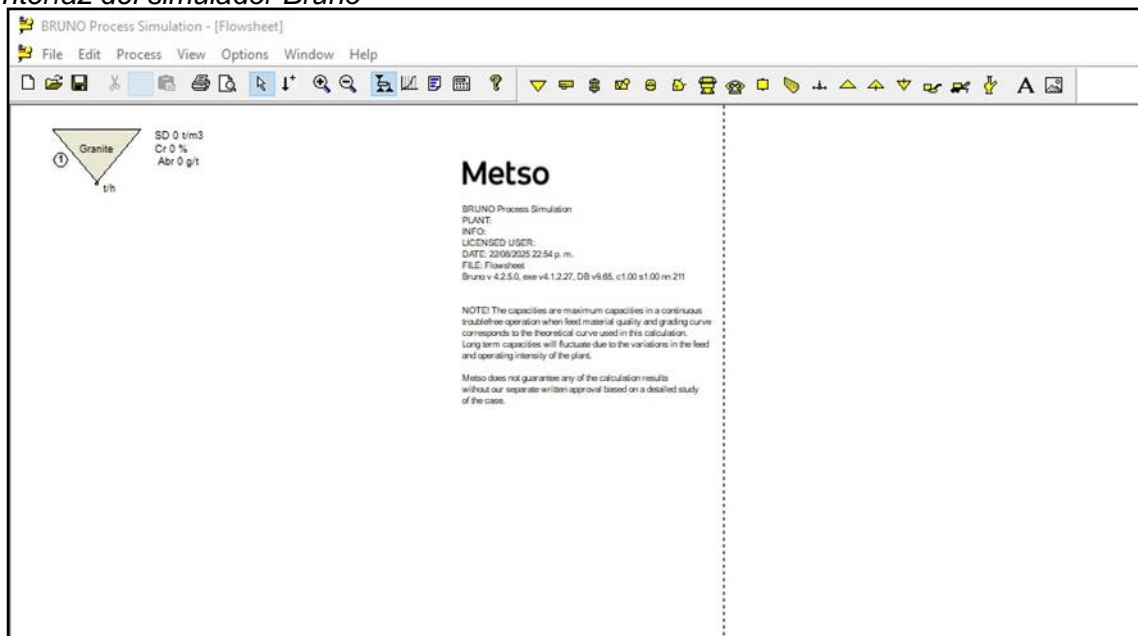 nterfaz del simulador Bruno
BRUNO Process Simulation - [Flowsheet]
File Edit Process View Options Window Help
A
Granite
SD 0 t/m3
Cr 0 %
Abr 0 g/t
1
t/h
Metso
BRUNO Process Simulation
PLANT:
INFO:
LICENSED USER:
DATE: 22/08/2025 22:54 p. m.
FILE: Flowsheet
Bruno v 4.2.5.0, exe v4.1.2.27, DB v9.65, c1.00 s1.00 nn 211
NOTE! The capacities are maximum capacities in a continuous
troublefree operation when feed material quality and grading curve
corresponds to the theoretical curve used in this calculation.
Long term capacities will fluctuate due to the variations in the feed
and operating intensity of the plant.
Metso does not guarantee any of the calculation results
without our separate written approval based on a detailed study
of the case.